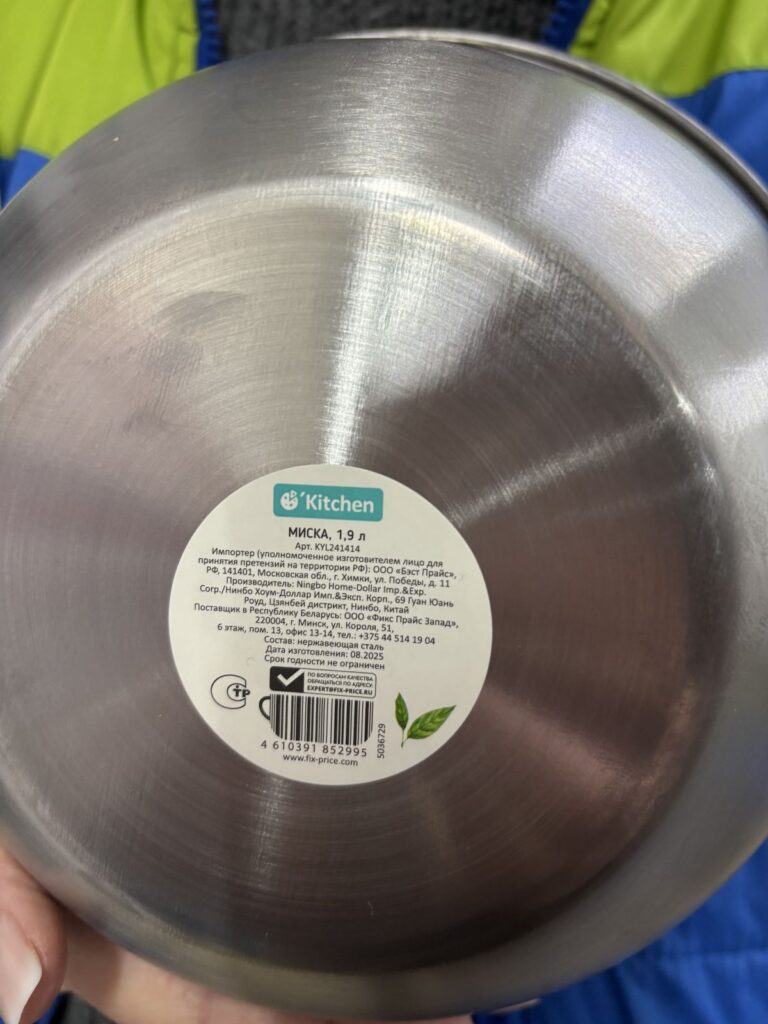 'Kitchen
МИСКА, 1,9 л
Арт. KYL241414
Импортер (уполномоченное изготовителем лицо для
принятия претензий на территории РФ): ООО «Бэст Прайс»,
РФ, 141401, Московская обл., г. Химки, ул. Победы, д. 11
Производитель: Ningbo Home-Dollar Imp.&Exp.
Corp./Нинбо Хоум-Доллар Имп.&Эксп. Корп., 69 Гуан Юань
Роуд, Цзянбей дистрикт, Нинбо, Китай
Поставщик в Республику Беларусь: ООО «Фикс Прайс Запад»,
220004, г. Минск, ул. Короля, 51,
6 этаж, пом. 13, офис 13-14, тел.: +375 44 514 19 04
Состав: нержавеющая сталь
Дата изготовления: 08.2025
Срок годности не ограничен
ПО ВОПРОСАМ КАЧЕСТВА
ОБРАЩАТЬСЯ ПО АДРЕСУ:
EXPERT@FIX-PRICE.RU
СТР
4 610391 852995
5036729
www.fix-price.com